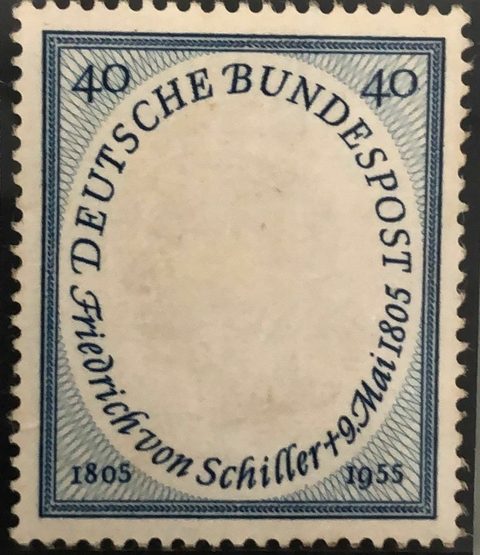 40 40
DEUTSCHE BUNDESPOST
Friedrich von Schiller + 9. Mai 1805
1805 1955